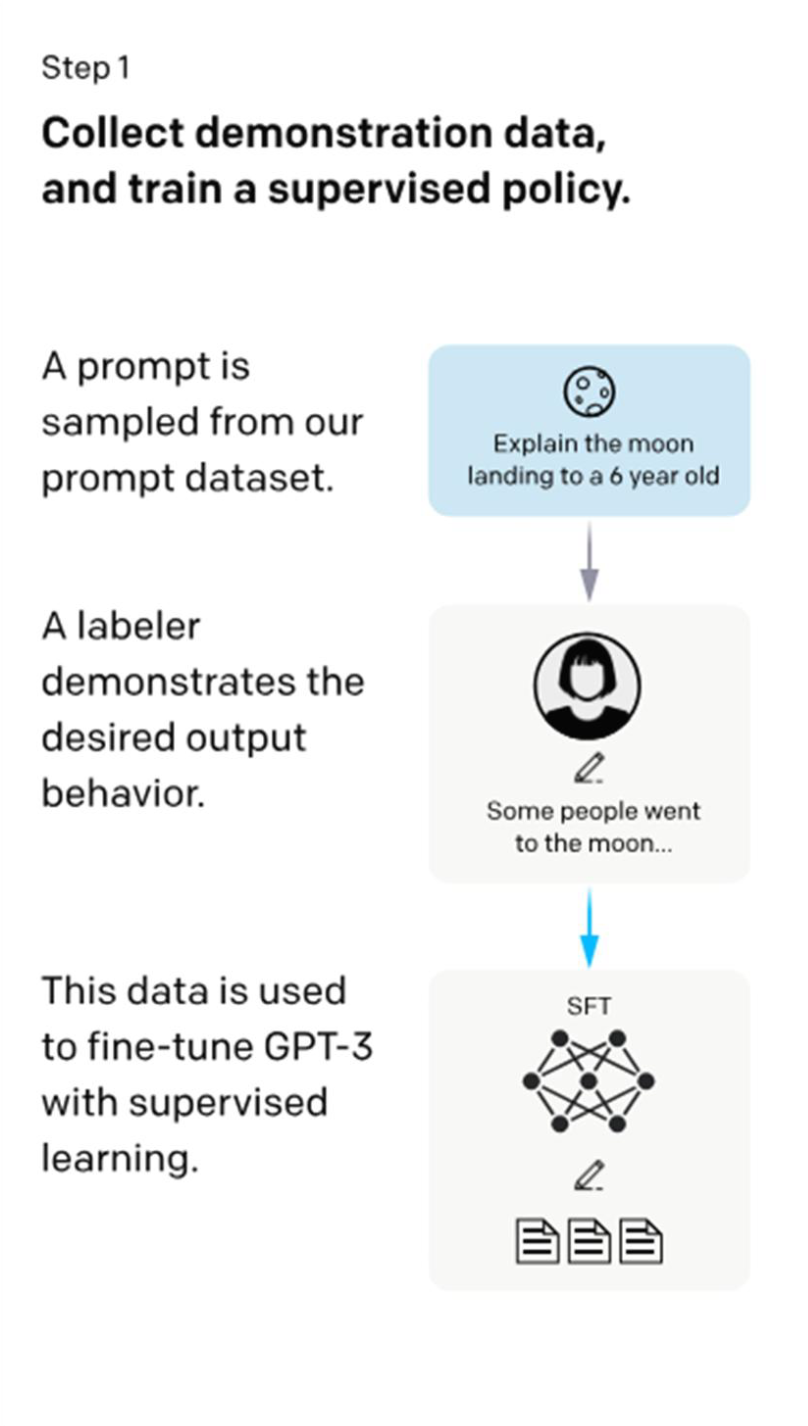 Step 1
Collect demonstration data,
and train a supervised policy.
A prompt is
sampled from our
prompt dataset.
Explain the moon
landing to a 6 year old
A labeler
demonstrates the
desired output
behavior.
Some people went
to the moon...
This data is used
to fine-tune GPT-3
with supervised
learning.
SFT